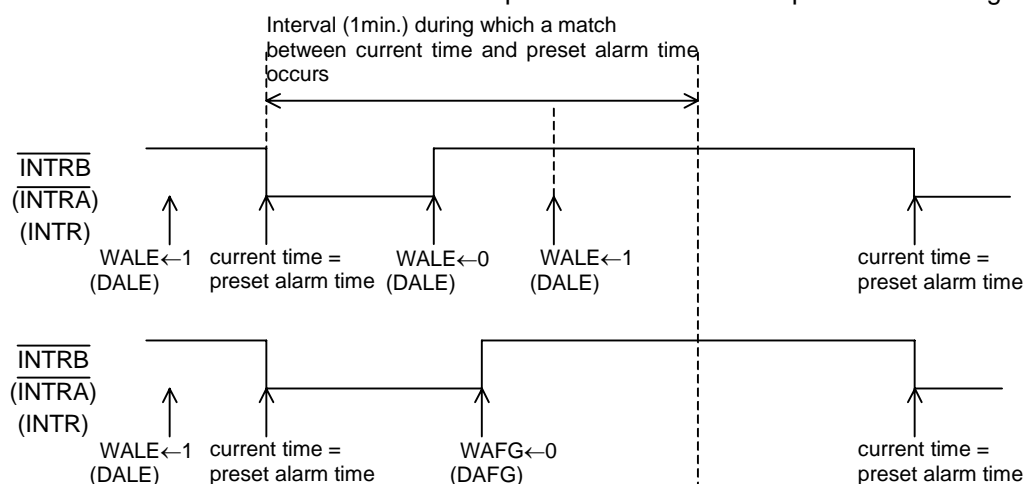 Interval (1min.) during which a match
between current time and preset alarm time
occurs
INTRB
(INTRA)
(INTR)
WALE←1 current time = WALE←0 WALE←1 current time =
(DALE) preset alarm time (DALE) (DALE) preset alarm time
INTRB
(INTRA)
(INTR)
WALE←1 current time = WAFG←0 current time =
(DALE) preset alarm time (DAFG) preset alarm time